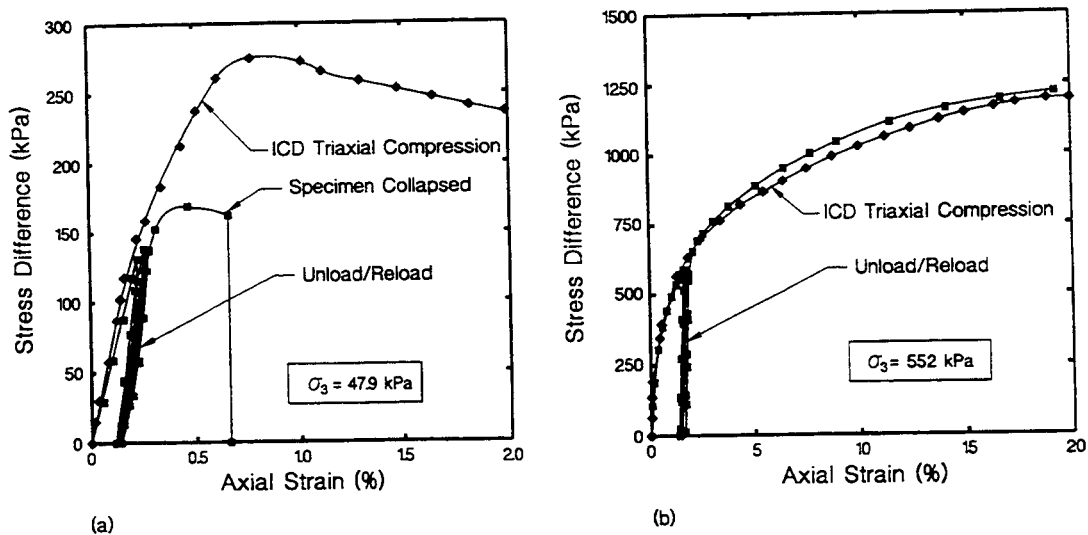 300
250
200
150
100
50
0
Stress Difference (kPa)
ICD Triaxial Compression
Specimen Collapsed
Unload/Reload
σ3 = 47.9 kPa
0 0.5 1.0 1.5 2.0
Axial Strain (%)
(a)
1500
1250
1000
750
500
250
0
Stress Difference (kPa)
ICD Triaxial Compression
Unload/Reload
σ3 = 552 kPa
0 5 10 15 20
Axial Strain (%)
(b)